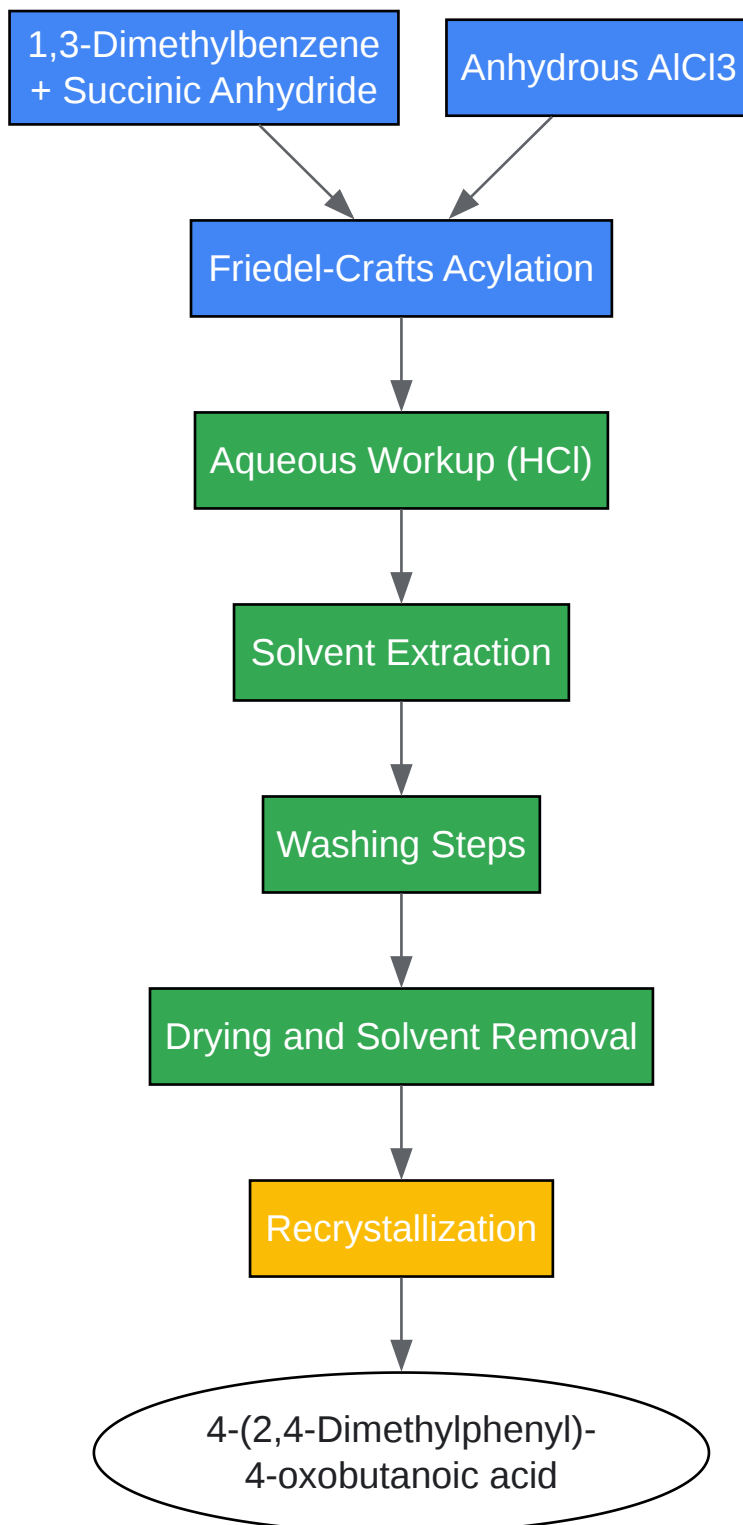 1,3-Dimethylbenzene
+ Succinic Anhydride
Anhydrous AlCl3
Friedel-Crafts Acylation
Aqueous Workup (HCl)
Solvent Extraction
Washing Steps
Drying and Solvent Removal
Recrystallization
4-(2,4-Dimethylphenyl)-
4-oxobutanoic acid